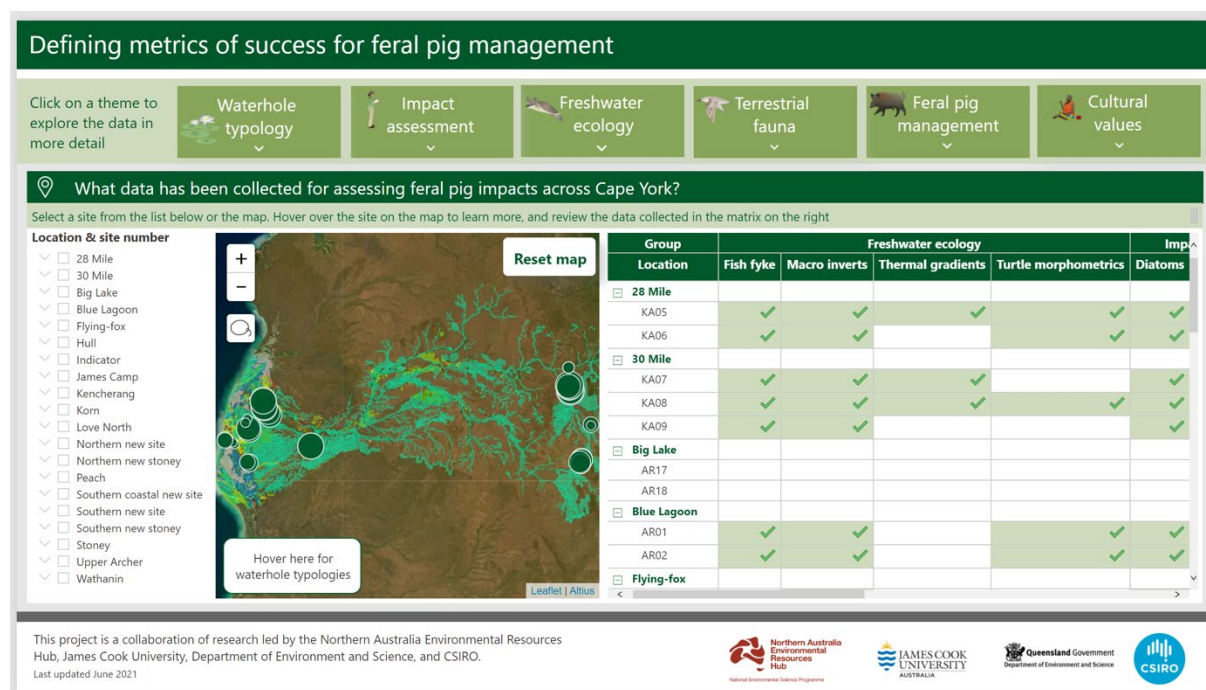 Defining metrics of success for feral pig management
Click on a theme to
explore the data in
more detail
Waterhole
typology
Impact
assessment
Freshwater
ecology
Terrestrial
fauna
Feral pig
management
Cultural
values
What data has been collected for assessing feral pig impacts across Cape York?
Select a site from the list below or the map. Hover over the site on the map to learn more, and review the data collected in the matrix on the right
Location & site number
28 Mile
30 Mile
Big Lake
Blue Lagoon
Flying-fox
Hull
Indicator
James Camp
Kencherang
Korn
Love North
Northern new site
Northern new stoney
Peach
Southern coastal new site
Southern new site
Southern new stoney
Stoney
Upper Archer
Wathanin
+
−
Reset map
Hover here for
waterhole typologies
Leaflet | Altius
Group Freshwater ecology Impa
Location Fish fyke Macro inverts Thermal gradients Turtle morphometrics Diatoms
28 Mile
KA05 ✓ ✓ ✓ ✓ ✓
KA06 ✓ ✓ ✓ ✓
30 Mile
KA07 ✓ ✓ ✓ ✓
KA08 ✓ ✓ ✓ ✓ ✓
KA09 ✓ ✓ ✓
Big Lake
AR17
AR18
Blue Lagoon
AR01 ✓ ✓ ✓ ✓
AR02 ✓ ✓ ✓ ✓
Flying-fox
This project is a collaboration of research led by the Northern Australia Environmental Resources
Hub, James Cook University, Department of Environment and Science, and CSIRO.
Last updated June 2021
Northern Australia
Environmental
Resources
Hub
National Environmental Science Programme
JAMES COOK
UNIVERSITY
AUSTRALIA
Queensland Government
Department of Environment and Science
CSIRO